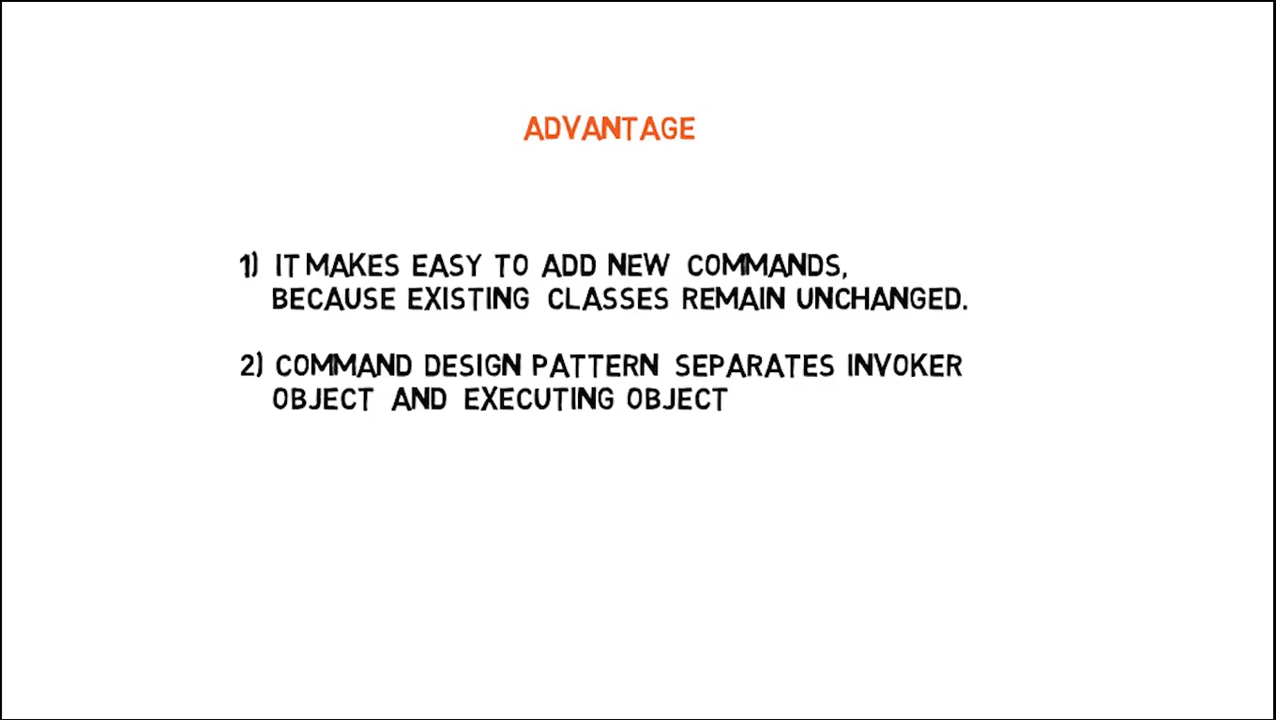 ADVANTAGE
1) IT MAKES EASY TO ADD NEW COMMANDS,
BECAUSE EXISTING CLASSES REMAIN UNCHANGED.
2) COMMAND DESIGN PATTERN SEPARATES INVOKER
OBJECT AND EXECUTING OBJECT